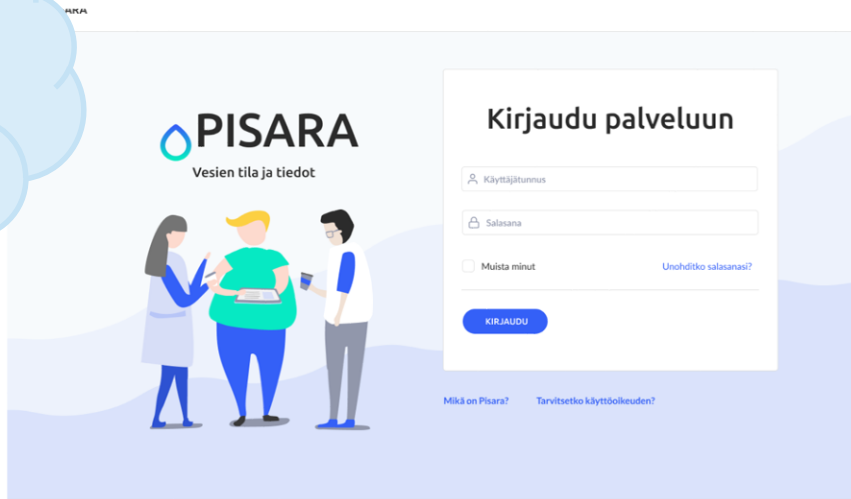 PISARA
Vesien tila ja tiedot
Kirjaudu palveluun
Käyttäjätunnus
Salasana
Muista minut
Unohditko salasanasi?
KIRJAUDU
Mikä on Pisara?
Tarvitsetko käyttöoikeuden?